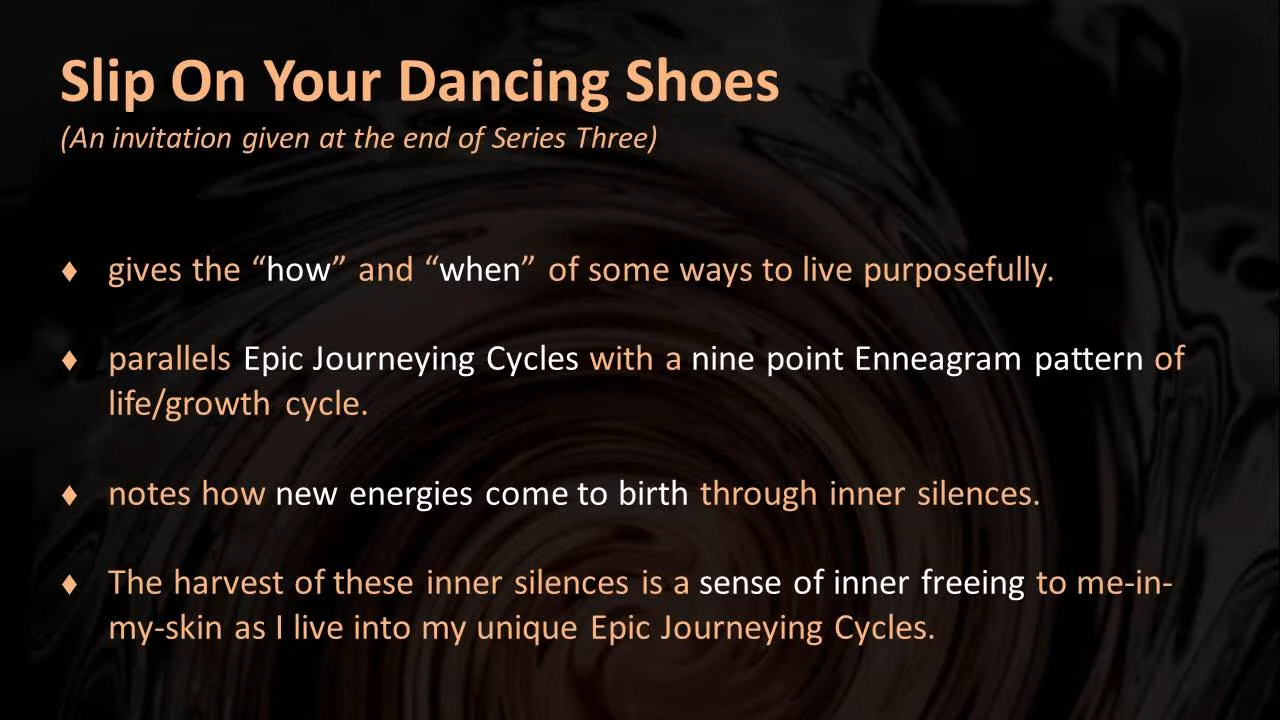 Slip On Your Dancing Shoes
(An invitation given at the end of Series Three)
♦ gives the “how” and “when” of some ways to live purposefully.
♦ parallels Epic Journeying Cycles with a nine point Enneagram pattern of
life/growth cycle.
♦ notes how new energies come to birth through inner silences.
♦ The harvest of these inner silences is a sense of inner freeing to me-in-
my-skin as I live into my unique Epic Journeying Cycles.